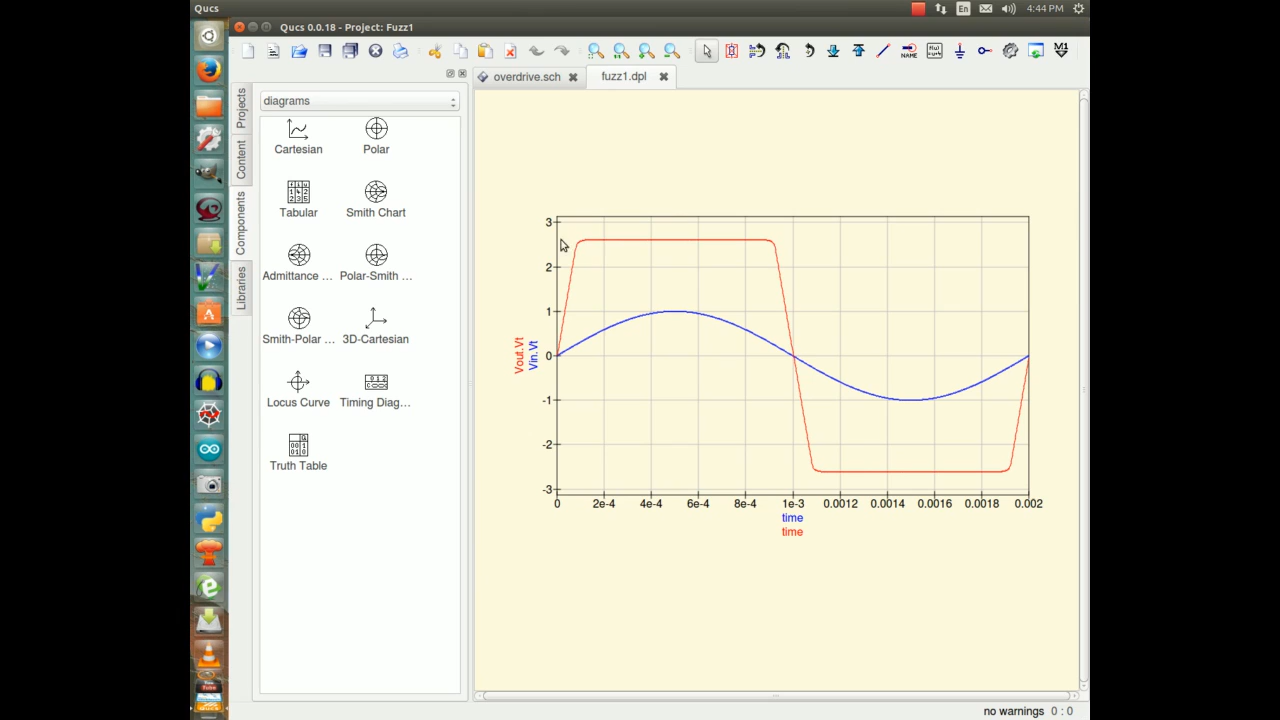 Qucs
En
4:44 PM
Qucs 0.0.18 - Project: Fuzz1
NAME
overdrive.sch
fuzz1.dpl
Projects
Content
Components
Libraries
diagrams
Cartesian
Polar
Tabular
Smith Chart
Admittance ...
Polar-Smith ...
Smith-Polar ...
3D-Cartesian
Locus Curve
Timing Diag...
Truth Table
3
2
1
0
-1
-2
-3
Vout.Vt
Vin.Vt
0
2e-4
4e-4
6e-4
8e-4
1e-3
0.0012
0.0014
0.0016
0.0018
0.002
time
time
no warnings 0 : 0